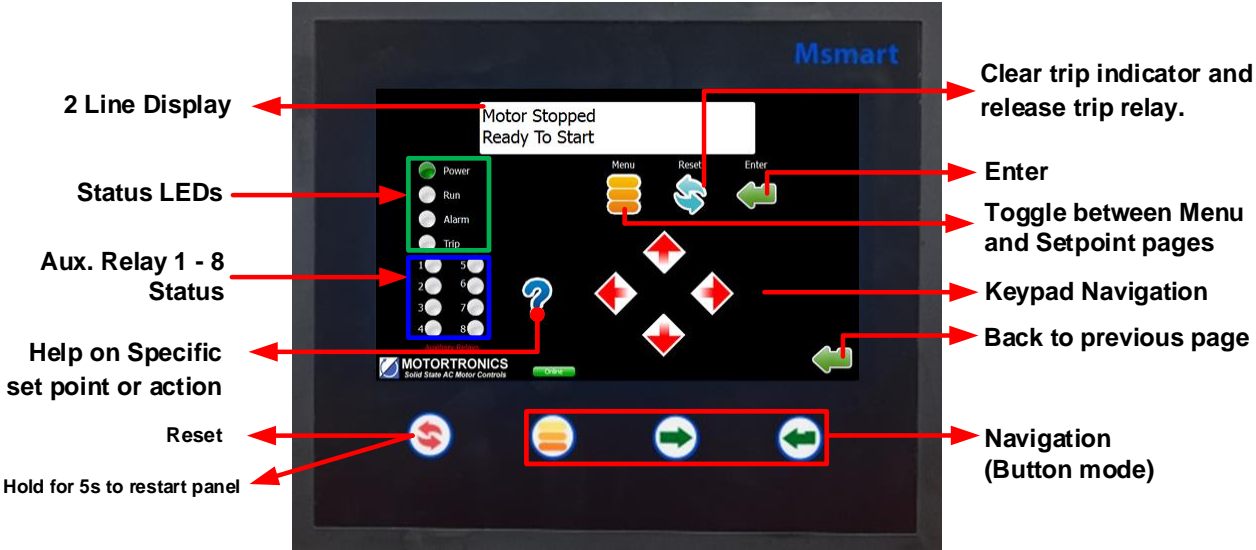 Msmart
2 Line Display
Motor Stopped
Ready To Start
Clear trip indicator and
release trip relay.
Menu
Reset
Enter
Status LEDs
Power
Run
Alarm
Trip
Enter
Toggle between Menu
and Setpoint pages
Aux. Relay 1 - 8
Status
1 5
2 6
3 7
4 8
Auxiliary Relays
Keypad Navigation
Help on Specific
set point or action
Back to previous page
MOTORTRONICS
Solid State AC Motor Controls
Online
Reset
Hold for 5s to restart panel
Navigation
(Button mode)